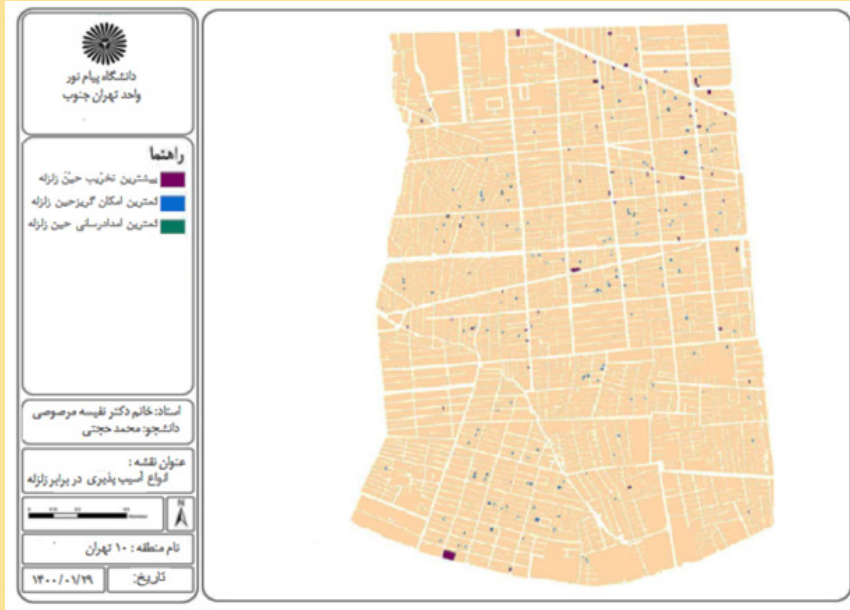 دانشگاه پیام نور
واحد تهران جنوب
راهنما
بیشترین تخریب حین زلزله
کمترین امکان گریزحین زلزله
کمترین امدادرسانی حین زلزله
استاد: خانم دکتر نفیسه مرصوصی
دانشجو: محمد حجتی
عنوان نقشه :
انواع آسیب پذیری در برابر زلزله
N
نام منطقه : ۱۰ تهران
تاریخ:
۱۴۰۰/۰۱/۲۹